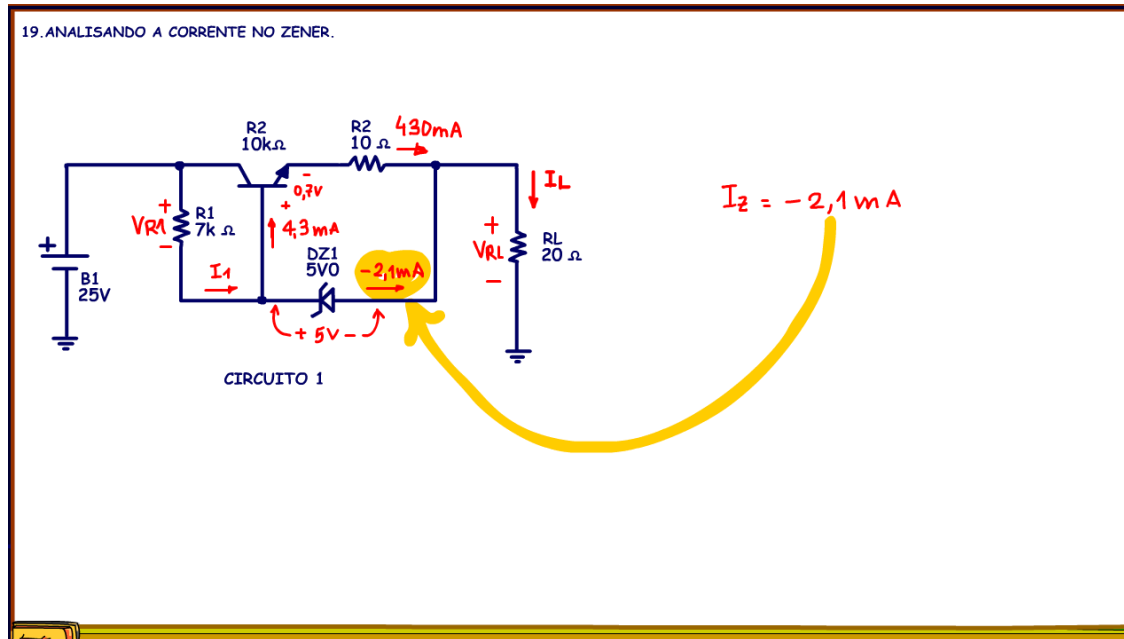 19.ANALISANDO A CORRENTE NO ZENER.
R2
10kΩ
R2
10 Ω
430mA
-
0,7V
+
+
VR1
-
R1
7k Ω
4,3mA
IL
+
VRL
-
RL
20 Ω
IZ = -2,1mA
+
B1
25V
I1
DZ1
5V0
-2,1mA
+ 5V -
CIRCUITO 1